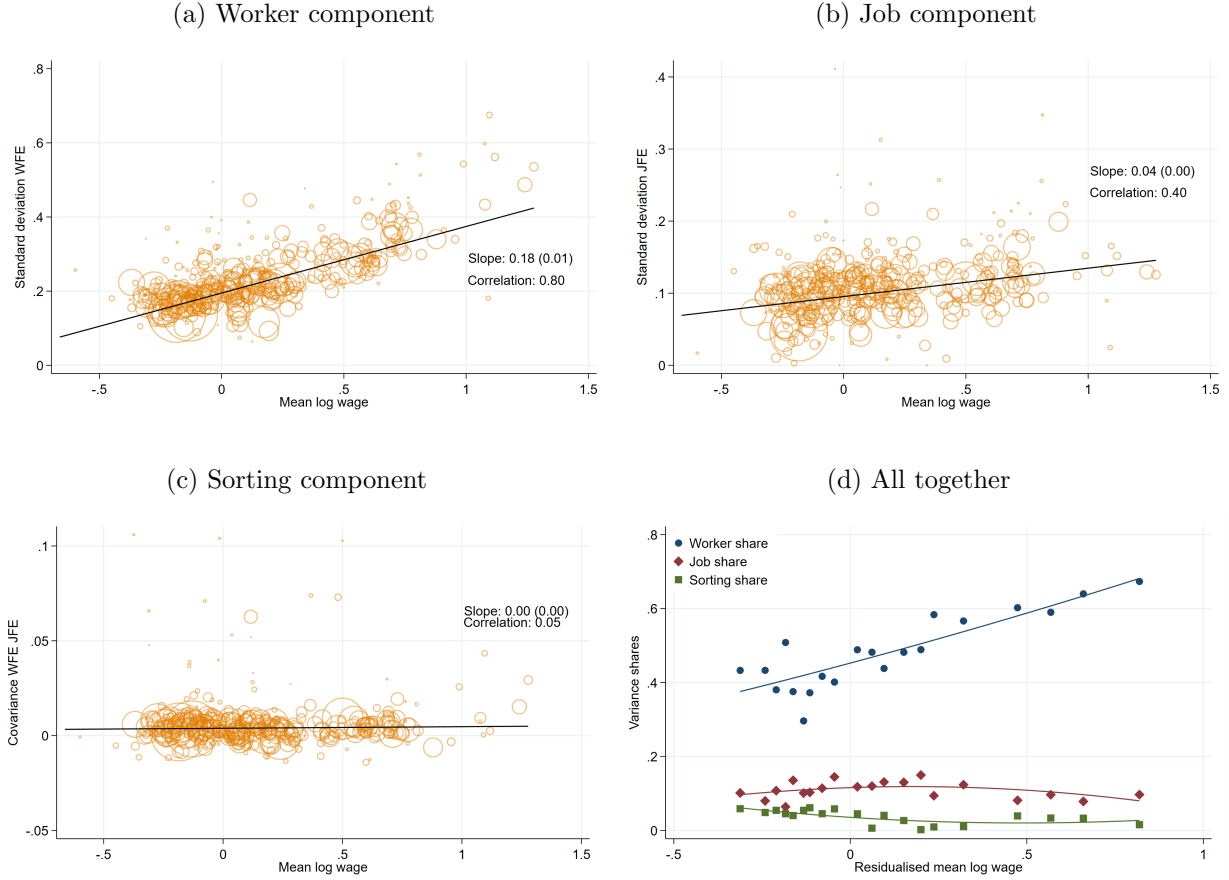 (a) Worker component
Standard deviation WFE
.8
.6
.4
.2
0
Slope: 0.18 (0.01)
Correlation: 0.80
-.5
0
.5
1
1.5
Mean log wage
(b) Job component
Standard deviation JFE
.4
.3
.2
.1
0
Slope: 0.04 (0.00)
Correlation: 0.40
-.5
0
.5
1
1.5
Mean log wage
(c) Sorting component
Covariance WFE JFE
.1
.05
0
-.05
Slope: 0.00 (0.00)
Correlation: 0.05
-.5
0
.5
1
1.5
Mean log wage
(d) All together
Variance shares
.8
.6
.4
.2
0
Worker share
Job share
Sorting share
-.5
0
.5
1
Residualised mean log wage